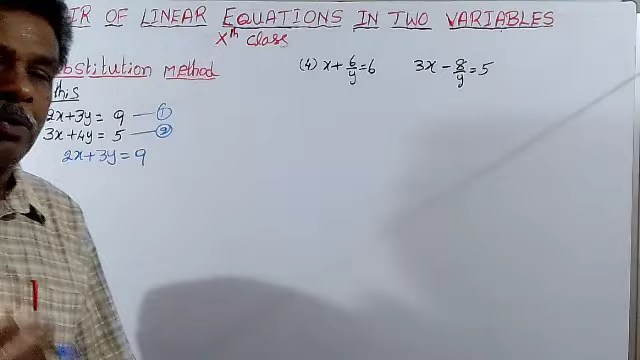 IR OF LINEAR EQUATIONS IN TWO VARIABLES
Xth class
bstitution method
this
2x+3y= 9 — ①
3x+4y= 5 — ②
2x+3y=9
(4) x+6/y=6 3x-8/y=5